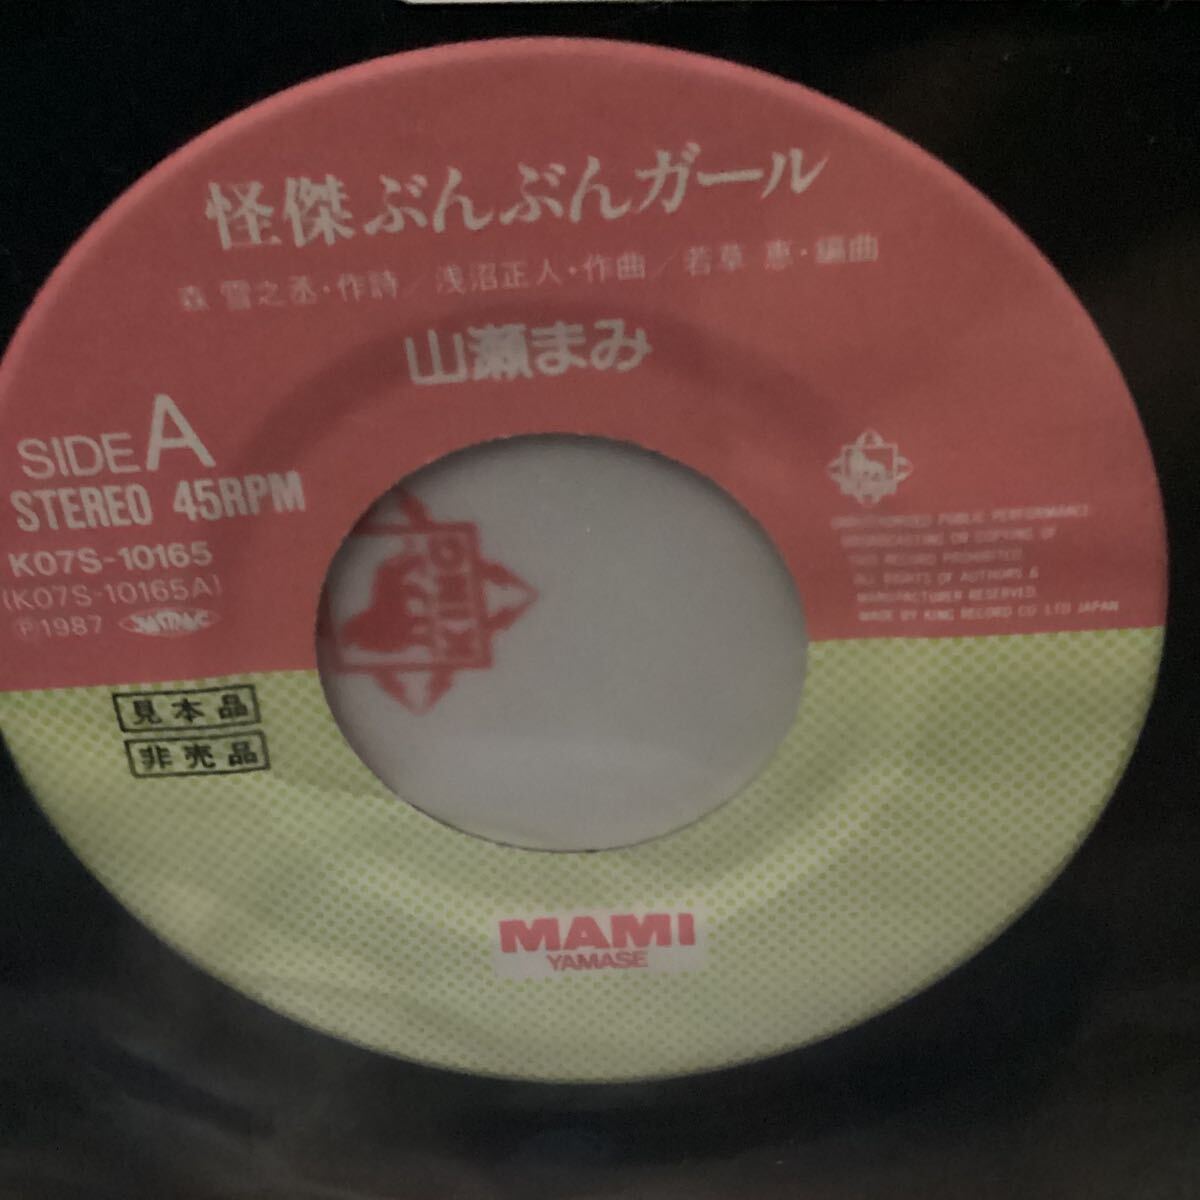 怪傑ぶんぶんガール
森 雪之丞・作詩／浅沼正人・作曲／若草 恵・編曲
山瀬まみ
SIDE A
STEREO 45RPM
K07S-10165
(K07S-10165A)
Ⓟ1987
UNAUTHORIZED PUBLIC PERFORMANCE
BROADCASTING OR COPYING OF
THIS RECORD PROHIBITED
ALL RIGHTS OF AUTHORS &
MANUFACTURER RESERVED.
MADE BY KING RECORD CO. LTD JAPAN
KING
見本品
非売品
MAMI
YAMASE